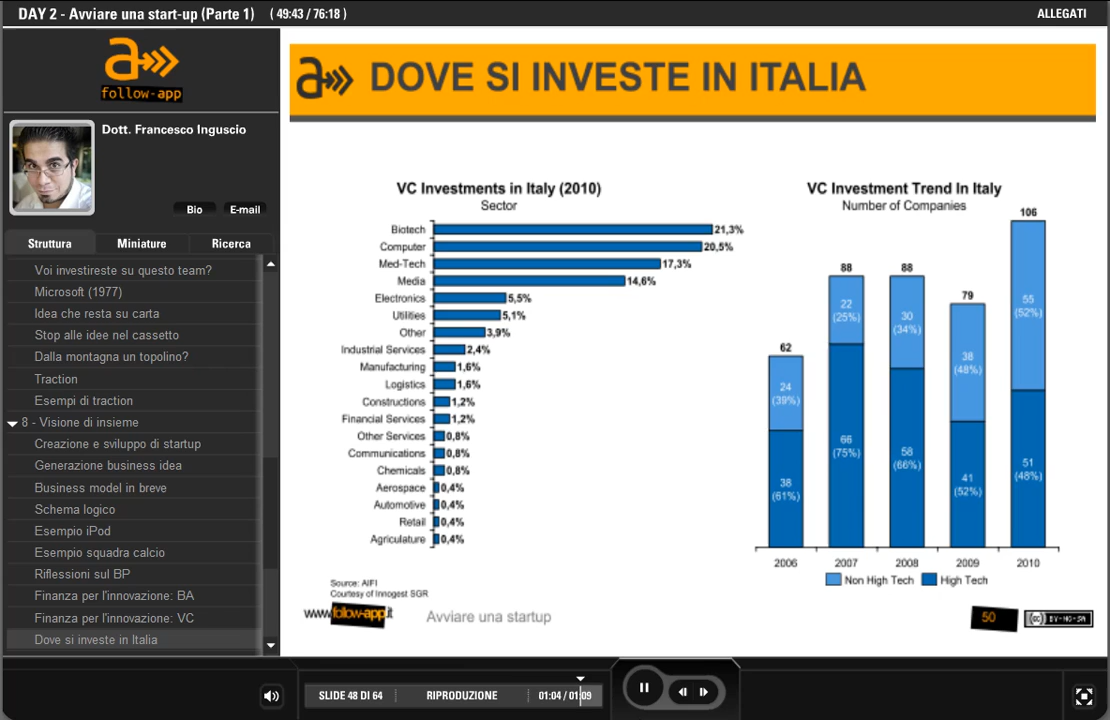 DAY 2 - Avviare una start-up (Parte 1) ( 49:43 / 76:18 )
ALLEGATI
a
follow-app
Dott. Francesco Inguscio
Bio E-mail
Struttura Miniature Ricerca
Voi investireste su questo team?
Microsoft (1977)
Idea che resta su carta
Stop alle idee nel cassetto
Dalla montagna un topolino?
Traction
Esempi di traction
8 - Visione di insieme
Creazione e sviluppo di startup
Generazione business idea
Business model in breve
Schema logico
Esempio iPod
Esempio squadra calcio
Riflessioni sul BP
Finanza per l'innovazione: BA
Finanza per l'innovazione: VC
Dove si investe in Italia
a DOVE SI INVESTE IN ITALIA
VC Investments in Italy (2010)
Sector
Biotech 21,3%
Computer 20,5%
Med-Tech 17,3%
Media 14,6%
Electronics 5,5%
Utilities 5,1%
Other 3,9%
Industrial Services 2,4%
Manufacturing 1,6%
Logistics 1,6%
Constructions 1,2%
Financial Services 1,2%
Other Services 0,8%
Communications 0,8%
Chemicals 0,8%
Aerospace 0,4%
Automotive 0,4%
Retail 0,4%
Agriculature 0,4%
VC Investment Trend In Italy
Number of Companies
62
24
(39%)
38
(61%)
88
22
(25%)
66
(75%)
88
30
(34%)
58
(66%)
79
38
(48%)
41
(52%)
106
55
(52%)
51
(48%)
2006 2007 2008 2009 2010
Non High Tech High Tech
Source: AIFI
Courtesy of Innogest SGR
www.follow-app.it
Avviare una startup
50
cc BY-NC-SA
SLIDE 48 DI 64 RIPRODUZIONE 01:04 / 01:09